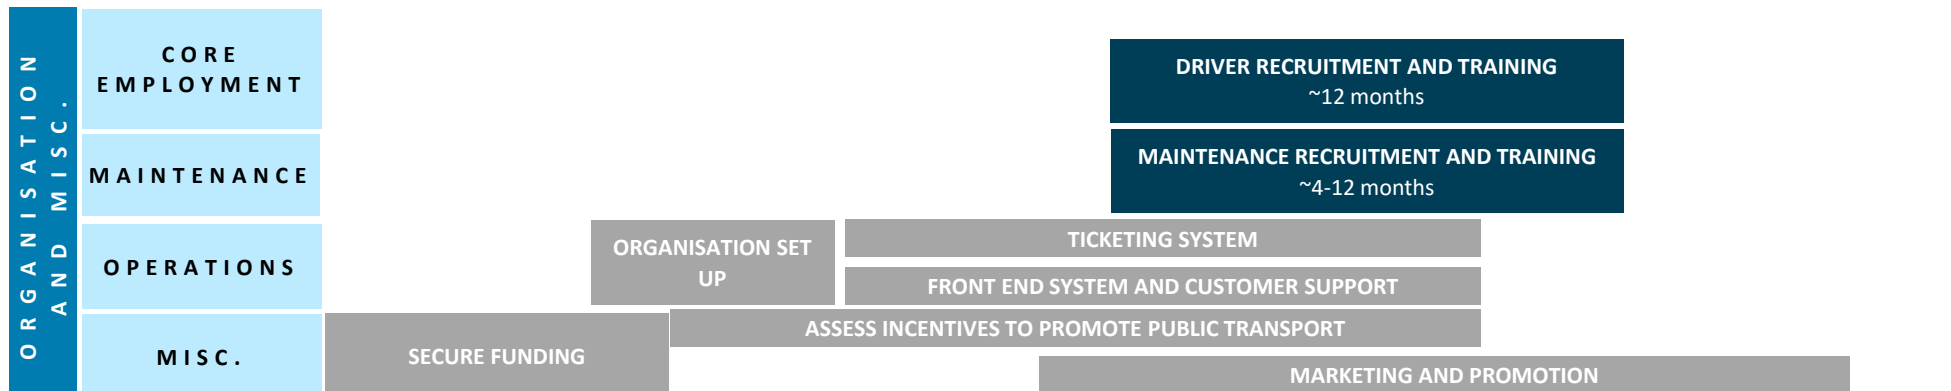 ORGANISATION
AND MISC.
CORE
EMPLOYMENT
DRIVER RECRUITMENT AND TRAINING
~12 months
MAINTENANCE
MAINTENANCE RECRUITMENT AND TRAINING
~4-12 months
OPERATIONS
ORGANISATION SET
UP
TICKETING SYSTEM
FRONT END SYSTEM AND CUSTOMER SUPPORT
MISC.
SECURE FUNDING
ASSESS INCENTIVES TO PROMOTE PUBLIC TRANSPORT
MARKETING AND PROMOTION